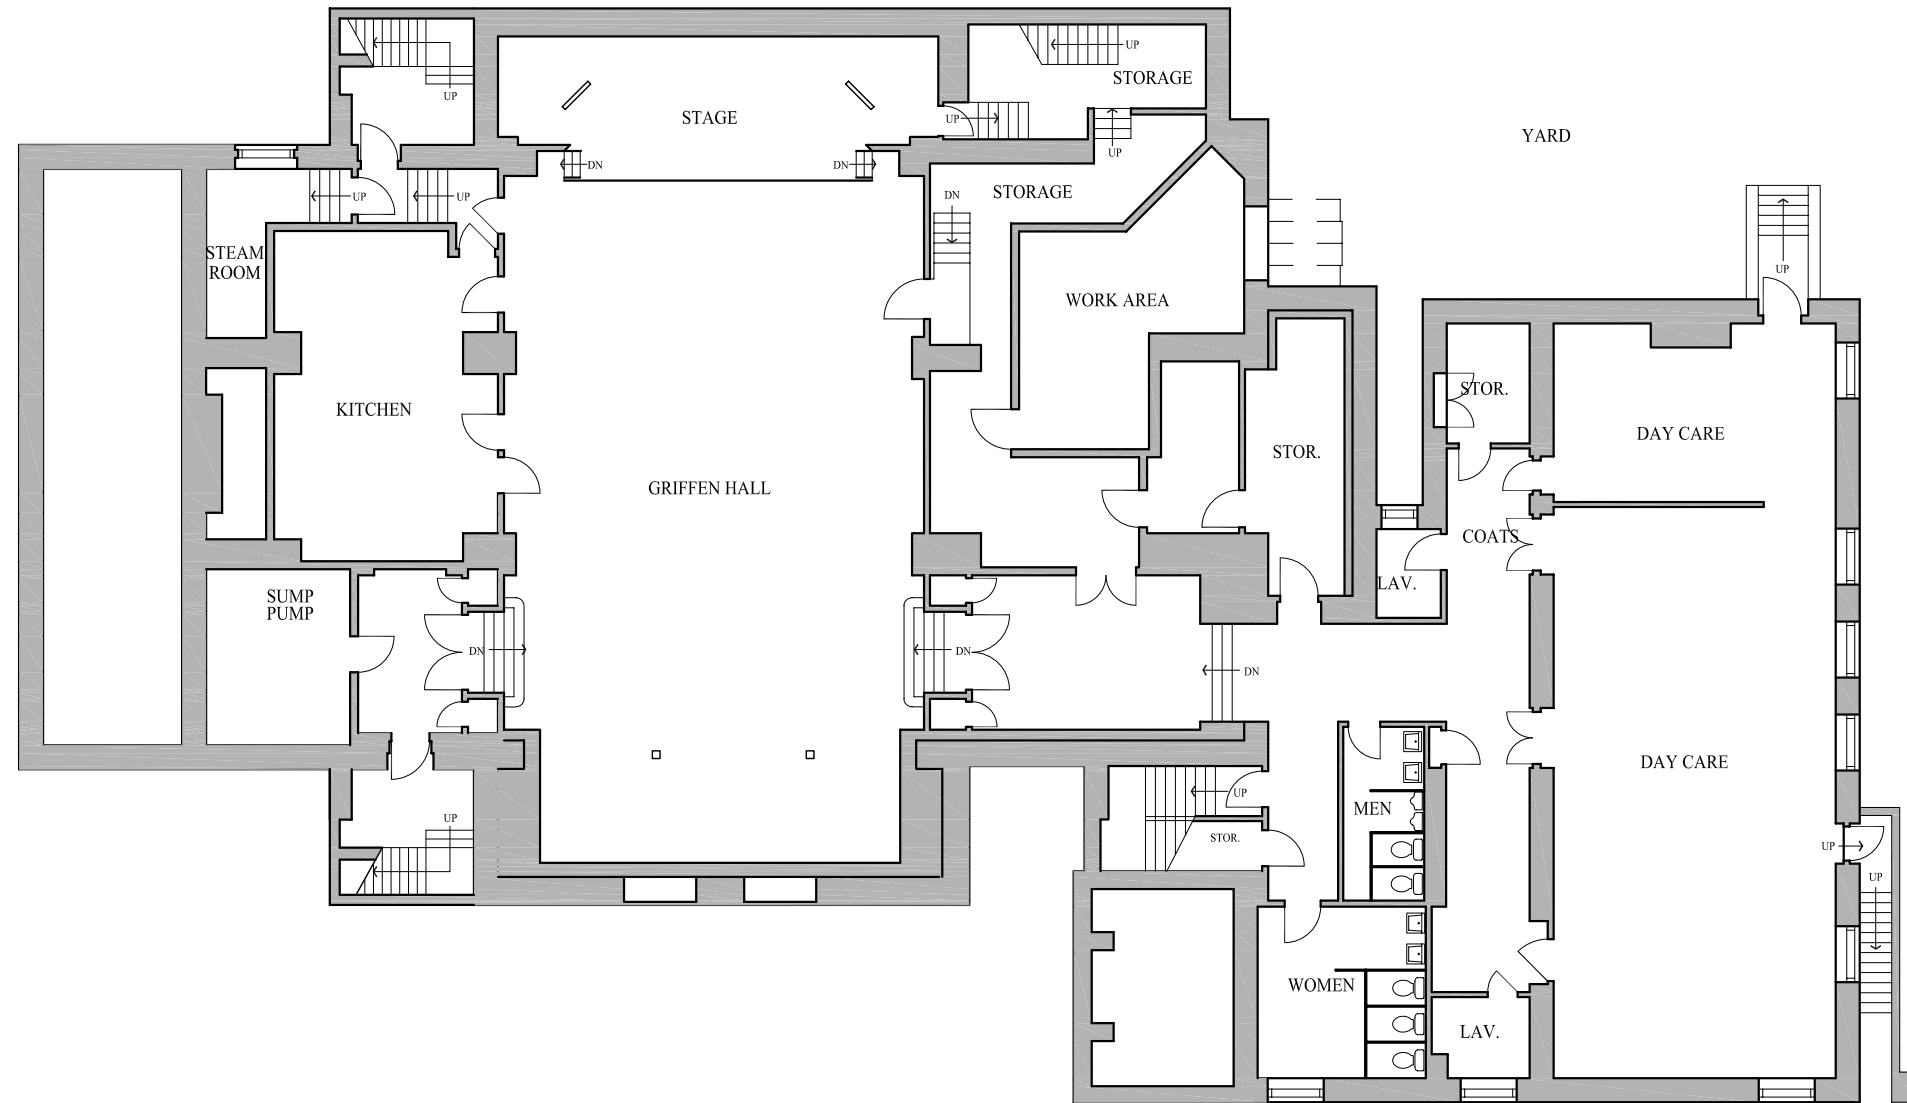 UP
UP
STORAGE
STAGE
UP
YARD
UP
DN
DN
UP
UP
STORAGE
DN
STEAM
ROOM
UP
WORK AREA
STOR.
KITCHEN
DAY CARE
STOR.
GRIFFEN HALL
COATS
LAV.
SUMP
PUMP
DN
DN
DN
DAY CARE
UP
MEN
UP
STOR.
UP
UP
WOMEN
LAV.